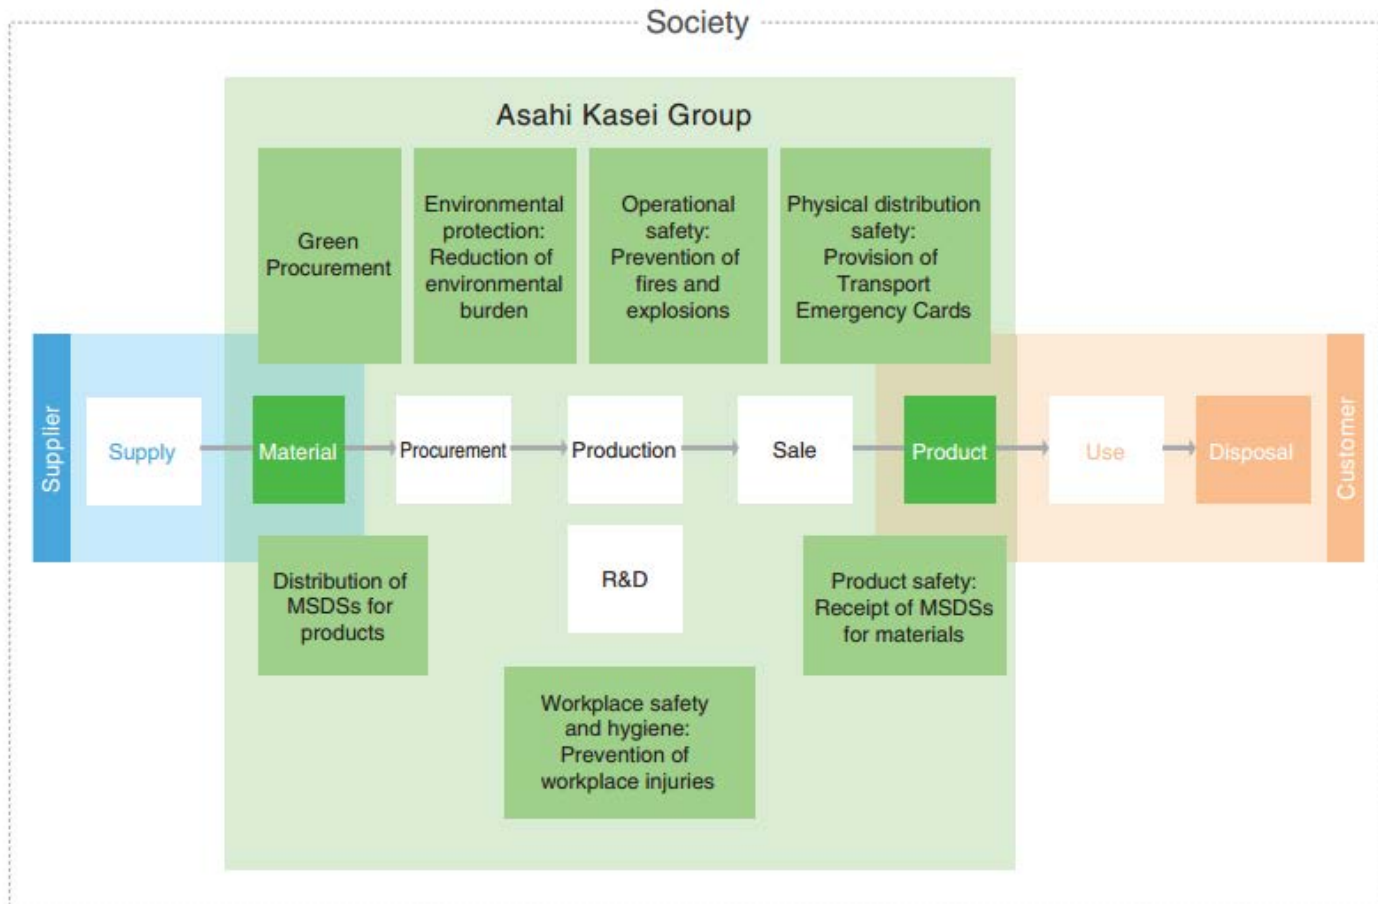 Society
Asahi Kasei Group
Green
Procurement
Environmental
protection:
Reduction of
environmental
burden
Operational
safety:
Prevention of
fires and
explosions
Physical distribution
safety:
Provision of
Transport
Emergency Cards
Supplier
Supply
Material
Procurement
Production
Sale
Product
Use
Disposal
Customer
Distribution of
MSDSs for
products
R&D
Product safety:
Receipt of MSDSs
for materials
Workplace safety
and hygiene:
Prevention of
workplace injuries